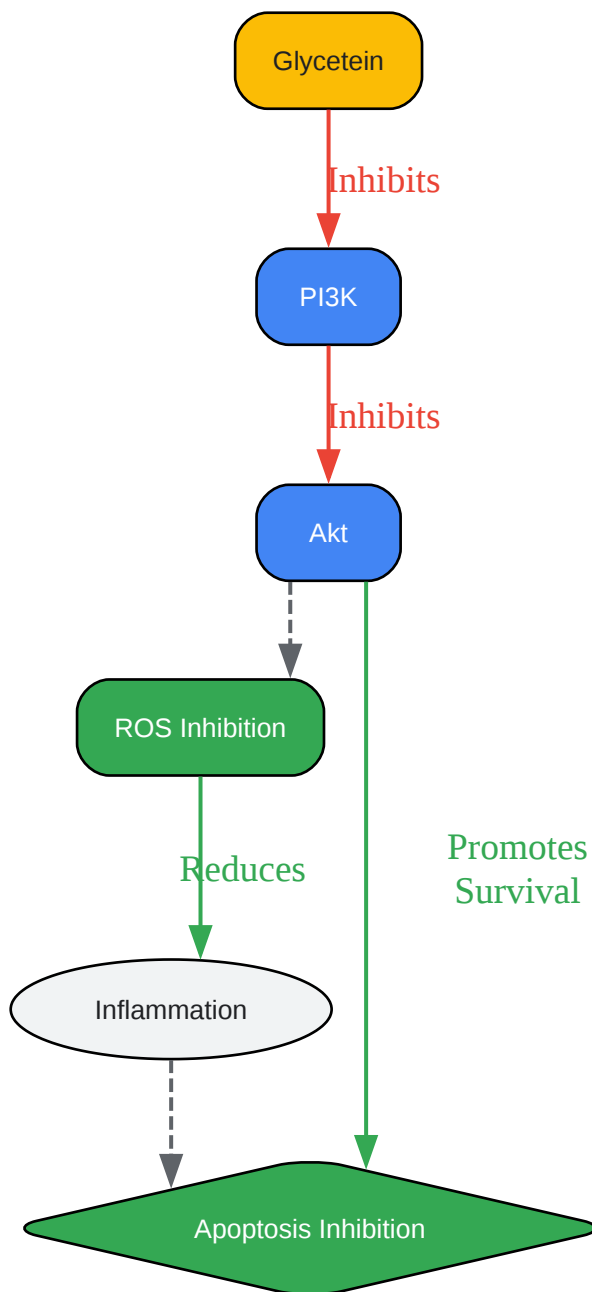 Glycetein
Inhibits
PI3K
Inhibits
Akt
ROS Inhibition
Reduces
Promotes
Survival
Inflammation
Apoptosis Inhibition